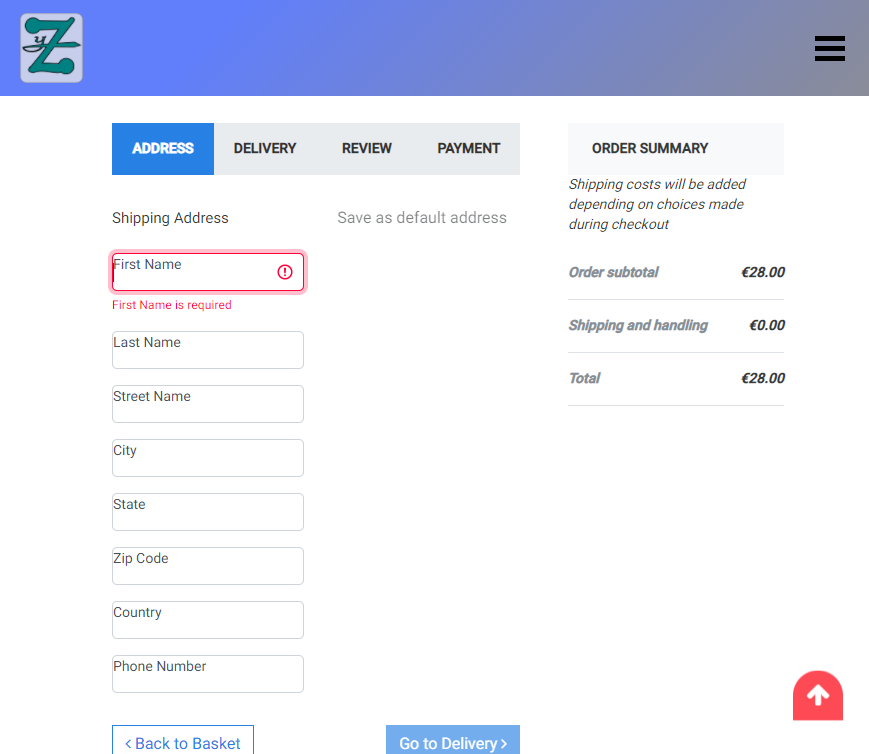 yZ
ADDRESS DELIVERY REVIEW PAYMENT
Shipping Address Save as default address
First Name
First Name is required
Last Name
Street Name
City
State
Zip Code
Country
Phone Number
Back to Basket Go to Delivery
ORDER SUMMARY
Shipping costs will be added
depending on choices made
during checkout
Order subtotal €28.00
Shipping and handling €0.00
Total €28.00